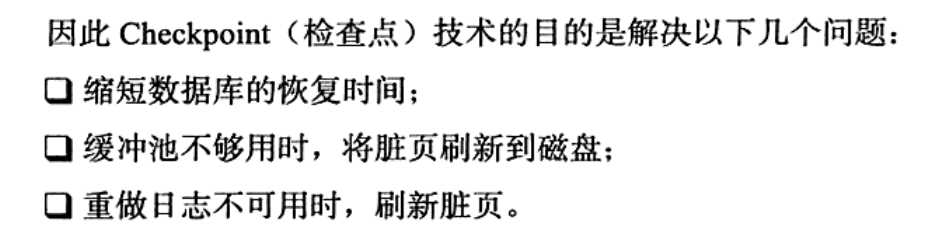 因此 Checkpoint（检查点）技术的目的是解决以下几个问题：
❑ 缩短数据库的恢复时间；
❑ 缓冲池不够用时，将脏页刷新到磁盘；
❑ 重做日志不可用时，刷新脏页。